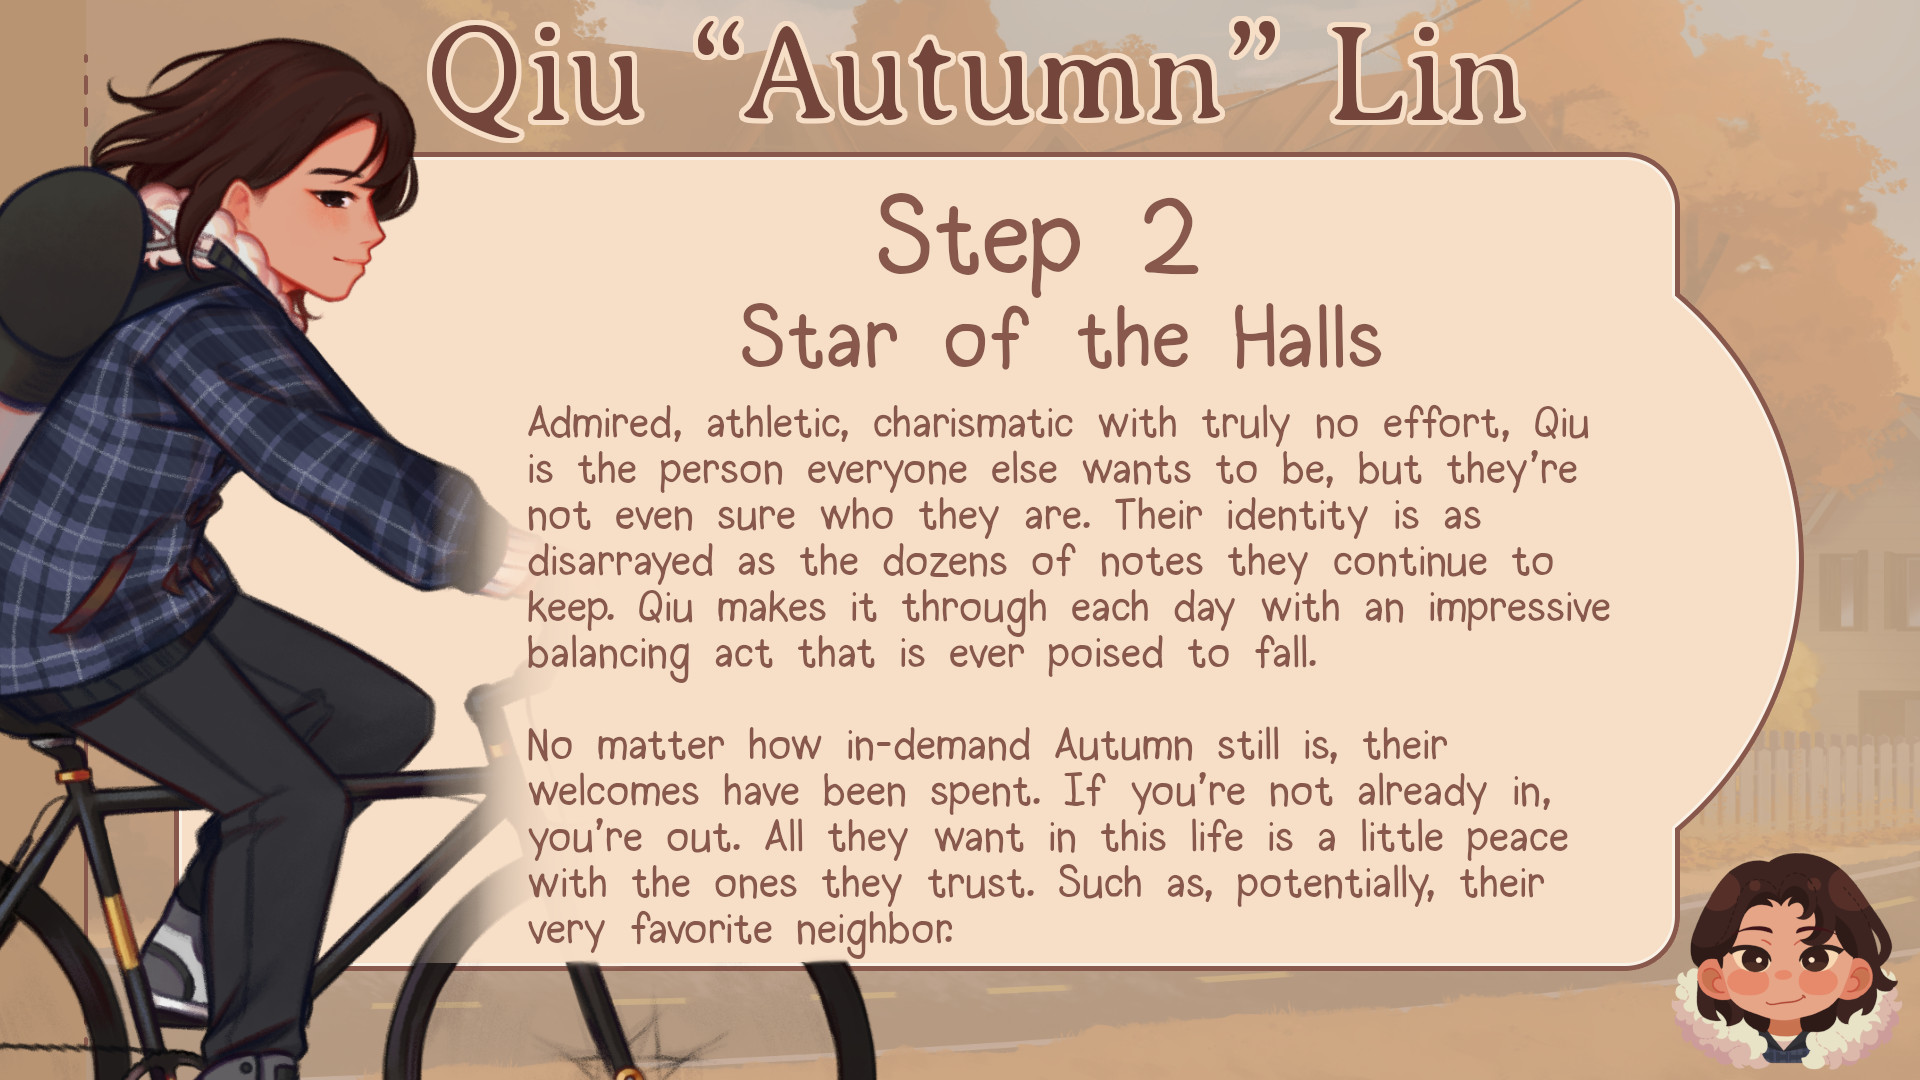 Qiu “Autumn” Lin
Step 2
Star of the Halls
Admired, athletic, charismatic with truly no effort, Qiu
is the person everyone else wants to be, but they’re
not even sure who they are. Their identity is as
disarrayed as the dozens of notes they continue to
keep. Qiu makes it through each day with an impressive
balancing act that is ever poised to fall.
No matter how in-demand Autumn still is, their
welcomes have been spent. If you’re not already in,
you’re out. All they want in this life is a little peace
with the ones they trust. Such as, potentially, their
very favorite neighbor.